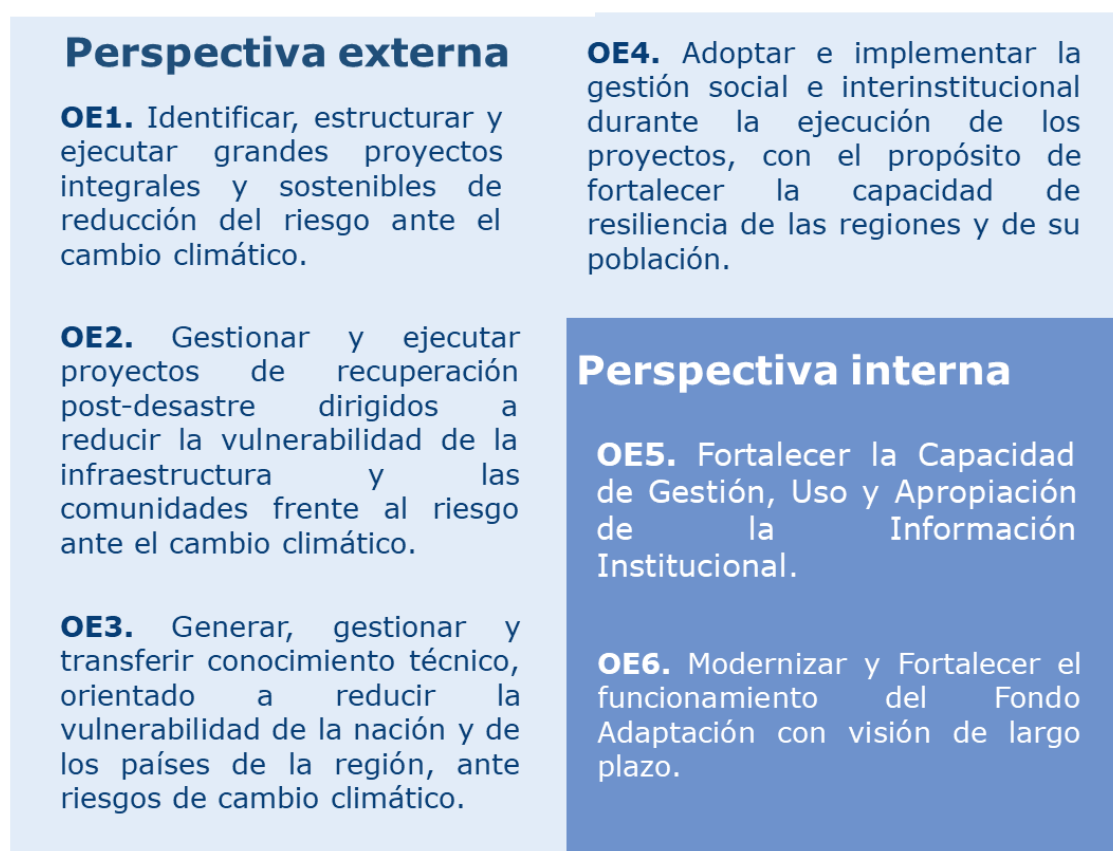 Perspectiva externa
OE1. Identificar, estructurar y
ejecutar grandes proyectos
integrales y sostenibles de
reducción del riesgo ante el
cambio climático.
OE2. Gestionar y ejecutar
proyectos de recuperación
post-desastre dirigidos a
reducir la vulnerabilidad de la
infraestructura y las
comunidades frente al riesgo
ante el cambio climático.
OE3. Generar, gestionar y
transferir conocimiento técnico,
orientado a reducir la
vulnerabilidad de la nación y de
los países de la región, ante
riesgos de cambio climático.
OE4. Adoptar e implementar la
gestión social e interinstitucional
durante la ejecución de los
proyectos, con el propósito de
fortalecer la capacidad de
resiliencia de las regiones y de su
población.
Perspectiva interna
OE5. Fortalecer la Capacidad
de Gestión, Uso y Apropiación
de la Información
Institucional.
OE6. Modernizar y Fortalecer el
funcionamiento del Fondo
Adaptación con visión de largo
plazo.